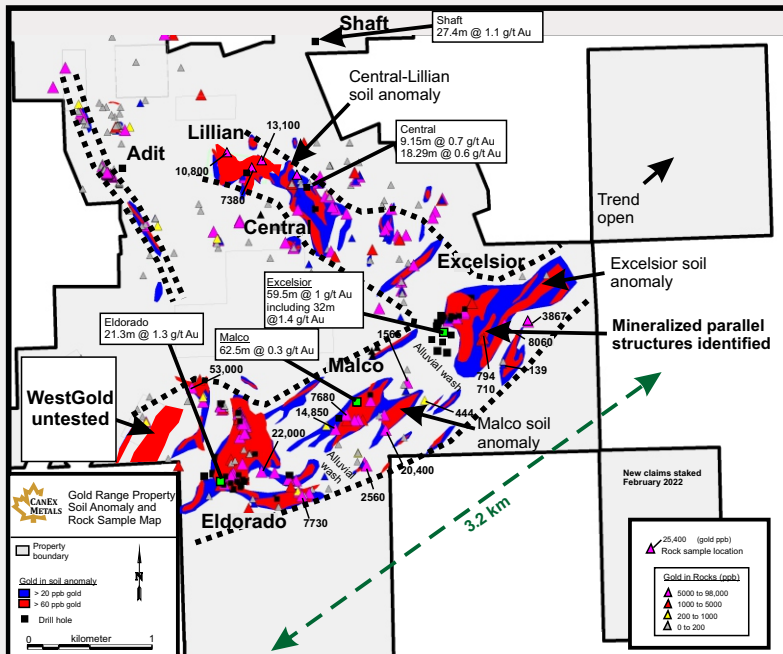 Shaft
Shaft
27.4m @ 1.1 g/t Au
Central-Lillian
soil anomaly
Lillian
13,100
Central
9.15m @ 0.7 g/t Au
18.29m @ 0.6 g/t Au
Adit
10,800
7380
Trend
open
Central
Excelsior
Excelsior soil
anomaly
Excelsior
59.5m @ 1 g/t Au
including 32m
@1.4 g/t Au
Eldorado
21.3m @ 1.3 g/t Au
Malco
62.5m @ 0.3 g/t Au
3867
Mineralized parallel
structures identified
8060
Malco
Alluvial wash
139
794
710
53,000
WestGold
untested
7680
14,850
444
Malco soil
anomaly
22,000
20,400
Alluvial
wash
2560
7730
Eldorado
3.2 km
New claims staked
February 2022
CANEX
METALS
Gold Range Property
Soil Anomaly and
Rock Sample Map
Property
boundary
N
Gold in soil anomaly
> 20 ppb gold
> 60 ppb gold
Drill hole
0 kilometer 1
25,400 (gold ppb)
Rock sample location
Gold in Rocks (ppb)
5000 to 98,000
1000 to 5000
200 to 1000
0 to 200